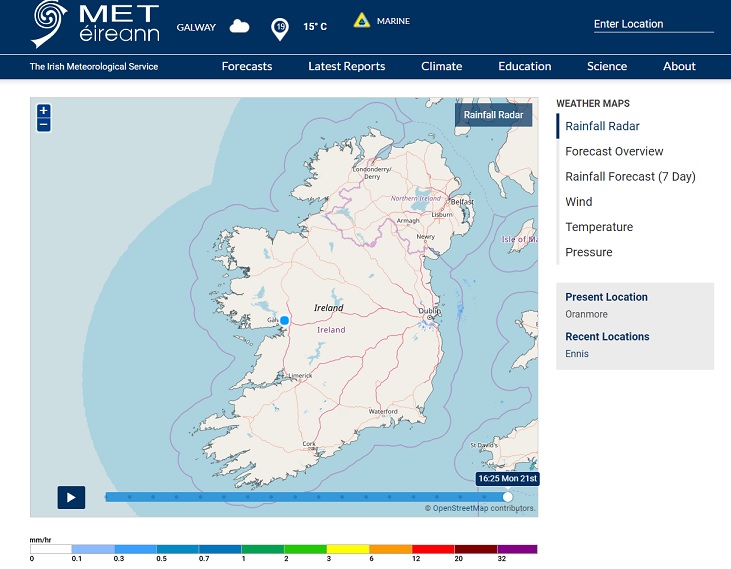 MET
éireann
GALWAY
19
15° C
MARINE
Enter Location
The Irish Meteorological Service
Forecasts
Latest Reports
Climate
Education
Science
About
+
−
Rainfall Radar
Londonderry/
Derry
Northern Ireland
Belfast
Lisburn
Armagh
Newry
Isle of Ma
Ireland
Dublin
Gal
Ireland
Limerick
Waterford
Cork
St David's
16:25 Mon 21st
© OpenStreetMap contributors.
mm/hr
0 0.1 0.3 0.5 0.7 1 2 3 6 12 20 32
WEATHER MAPS
Rainfall Radar
Forecast Overview
Rainfall Forecast (7 Day)
Wind
Temperature
Pressure
Present Location
Oranmore
Recent Locations
Ennis